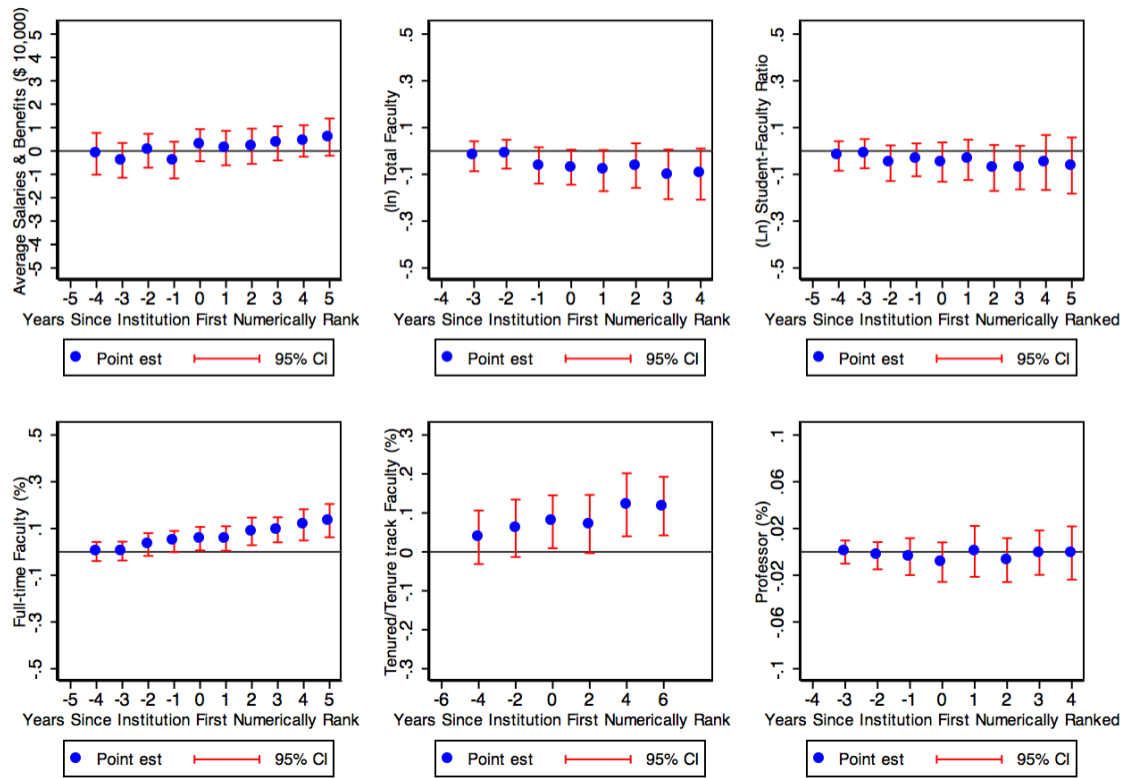 Average Salaries & Benefits ($ 10,000)
5
4
3
2
1
0
-1
-2
-3
-4
-5
-5 -4 -3 -2 -1 0 1 2 3 4 5
Years Since Institution First Numerically Rank
Point est 95% CI
(ln) Total Faculty
.5
.3
.1
-.1
-.3
-.5
-4 -3 -2 -1 0 1 2 3 4
Years Since Institution First Numerically Rank
Point est 95% CI
(Ln) Student-Faculty Ratio
.5
.3
.1
-.1
-.3
-.5
-5 -4 -3 -2 -1 0 1 2 3 4 5
Years Since Institution First Numerically Ranked
Point est 95% CI
Full-time Faculty (%)
.5
.3
.1
-.1
-.3
-.5
-5 -4 -3 -2 -1 0 1 2 3 4 5
Years Since Institution First Numerically Rank
Point est 95% CI
Tenured/Tenure track Faculty (%)
.3
.2
.1
0
-.1
-.2
-.3
-6 -4 -2 0 2 4 6
Years Since Institution First Numerically Rank
Point est 95% CI
Professor (%)
.1
.06
.02
-.02
-.06
-.1
-4 -3 -2 -1 0 1 2 3 4
Years Since Institution First Numerically Ranked
Point est 95% CI